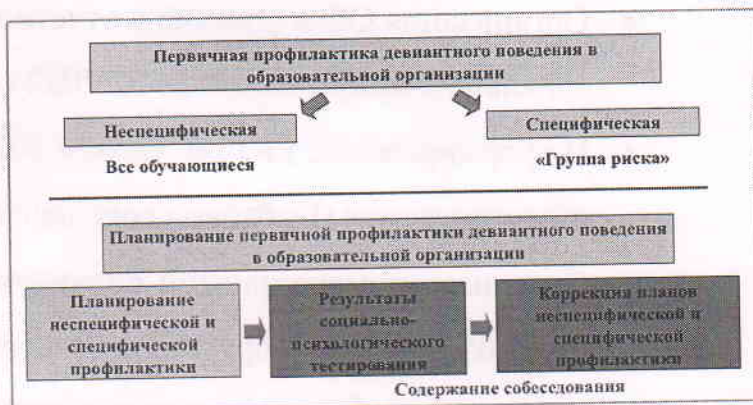 Первичная профилактика девиантного поведения в
образовательной организации
Неспецифическая
Специфическая
Все обучающиеся
«Группа риска»
Планирование первичной профилактики девиантного поведения
в образовательной организации
Планирование
неспецифической и
специфической
профилактики
Результаты
социально-
психологического
тестирования
Коррекция планов
неспецифической и
специфической
профилактики
Содержание собеседования